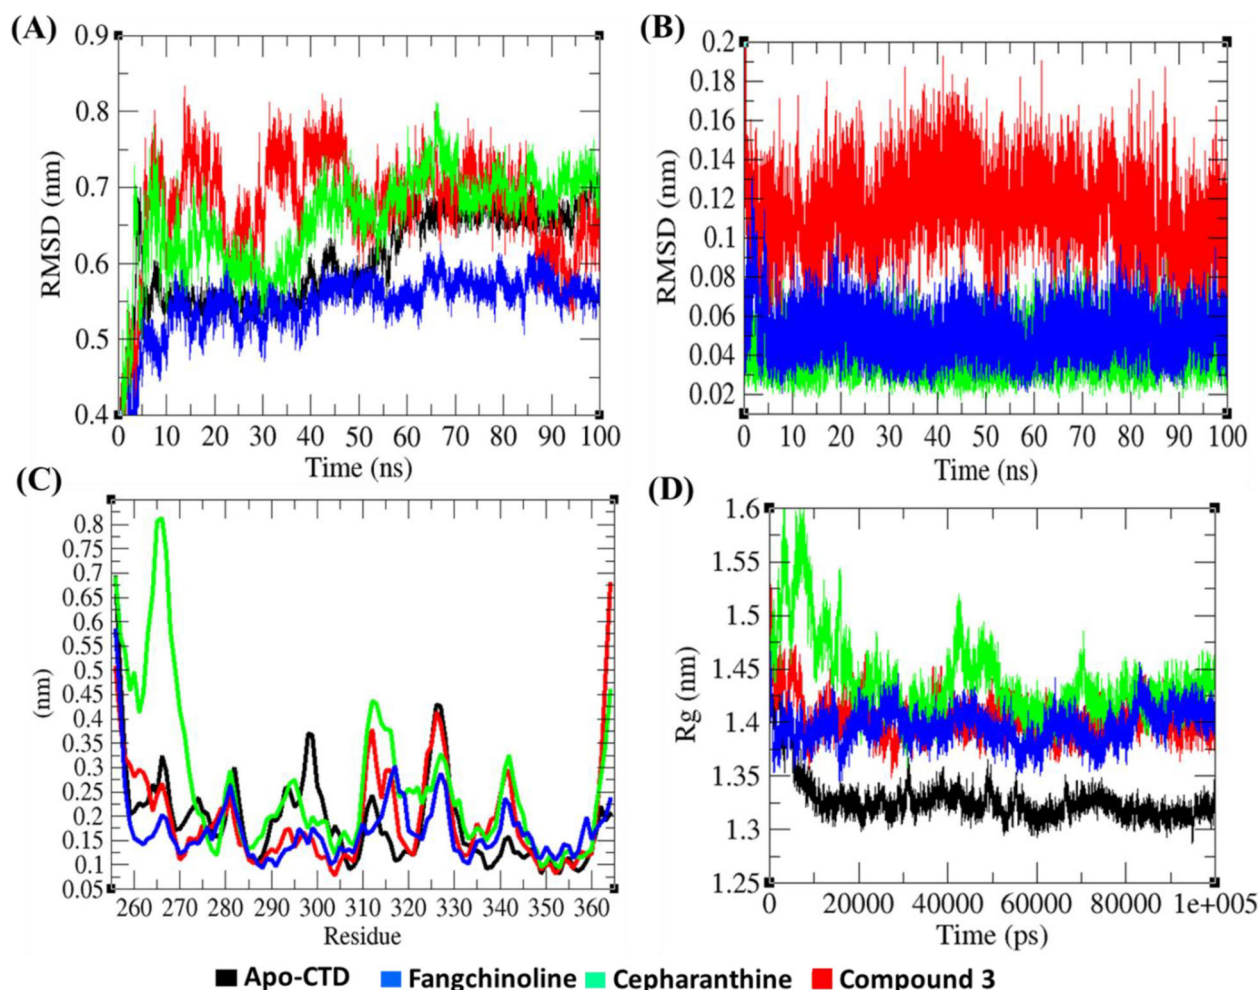 (A)
0.9
0.8
0.7
0.6
0.5
0.4
RMSD (nm)
0 10 20 30 40 50 60 70 80 90 100
Time (ns)
(B)
0.2
0.18
0.16
0.14
0.12
0.1
0.08
0.06
0.04
0.02
RMSD (nm)
0 10 20 30 40 50 60 70 80 90 100
Time (ns)
(C)
0.8
0.75
0.7
0.65
0.6
0.55
0.5
0.45
0.4
0.35
0.3
0.25
0.2
0.15
0.1
0.05
(nm)
260 270 280 290 300 310 320 330 340 350 360
Residue
(D)
1.6
1.55
1.5
1.45
1.4
1.35
1.3
1.25
Rg (nm)
0 20000 40000 60000 80000 1e+005
Time (ps)
Apo-CTD Fangchinoline Cepharanthine Compound 3